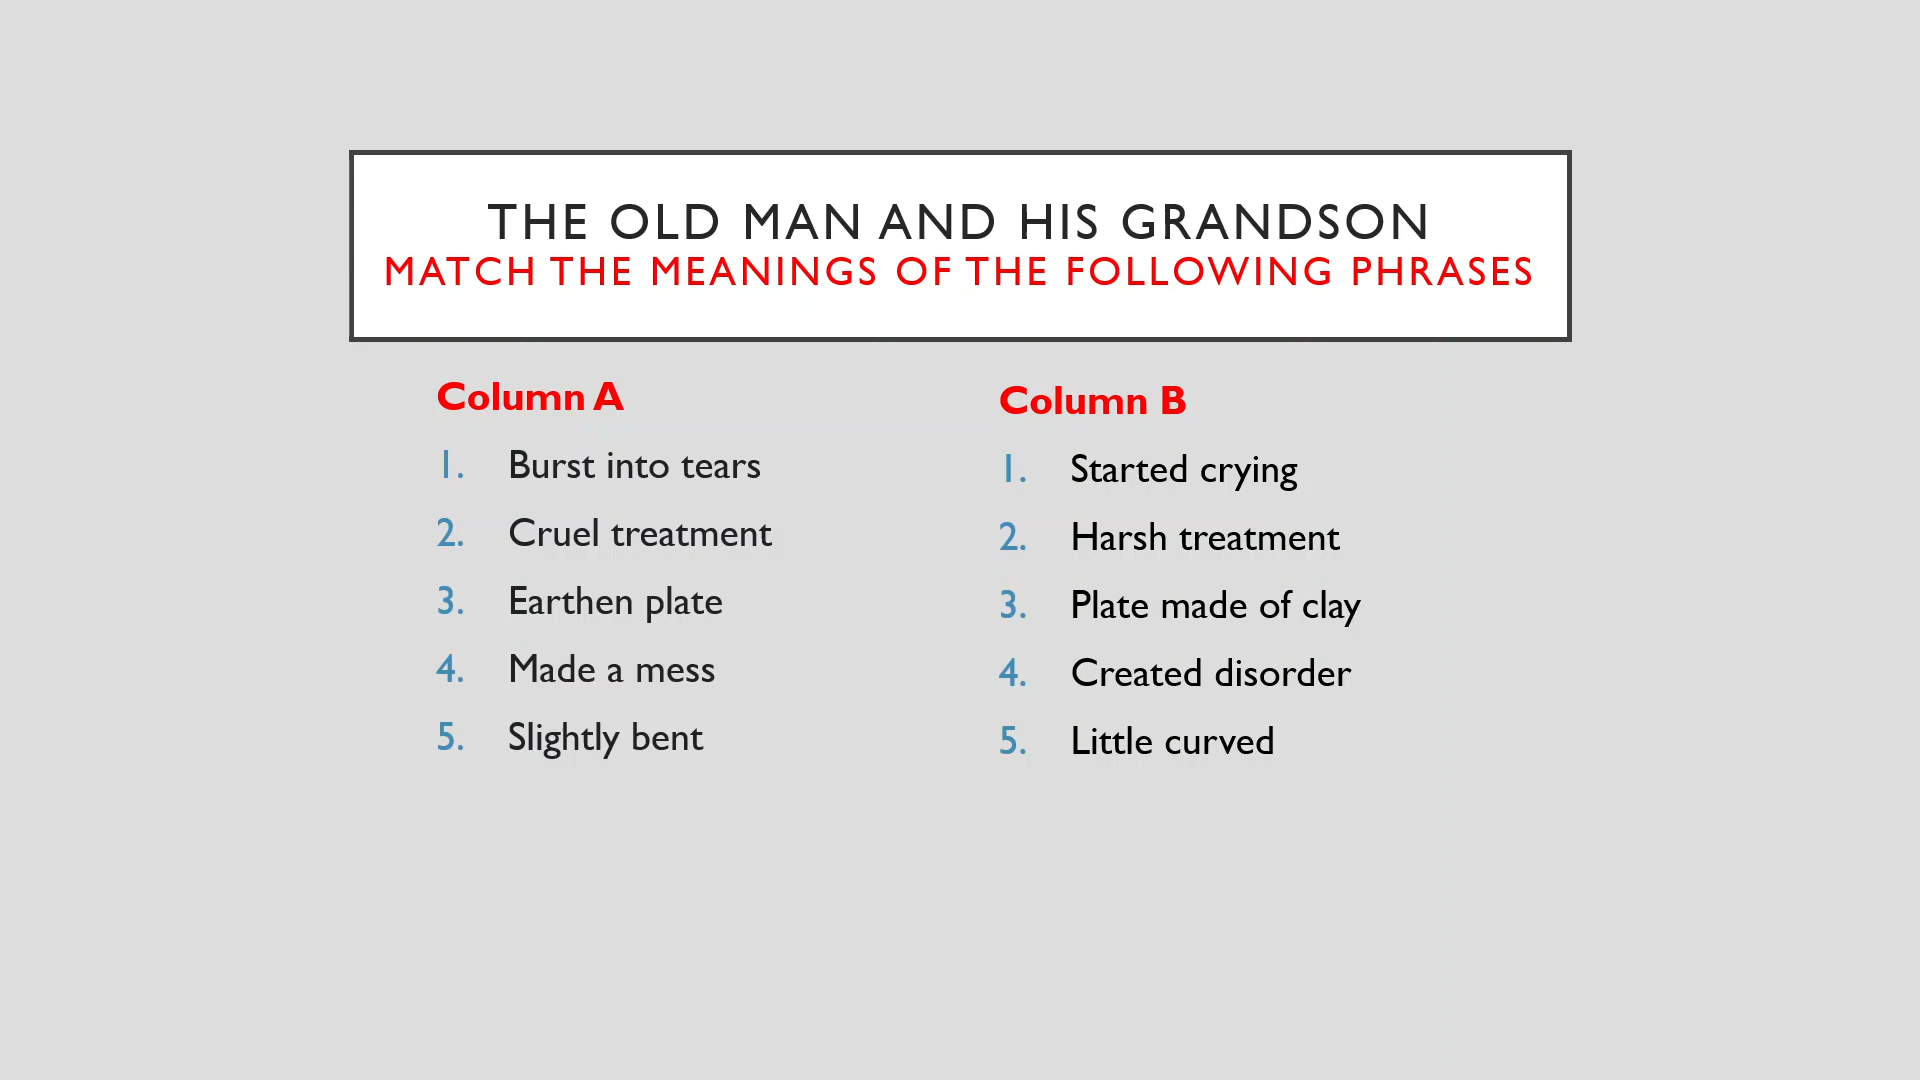 THE OLD MAN AND HIS GRANDSON
MATCH THE MEANINGS OF THE FOLLOWING PHRASES
Column A
1. Burst into tears
2. Cruel treatment
3. Earthen plate
4. Made a mess
5. Slightly bent
Column B
1. Started crying
2. Harsh treatment
3. Plate made of clay
4. Created disorder
5. Little curved